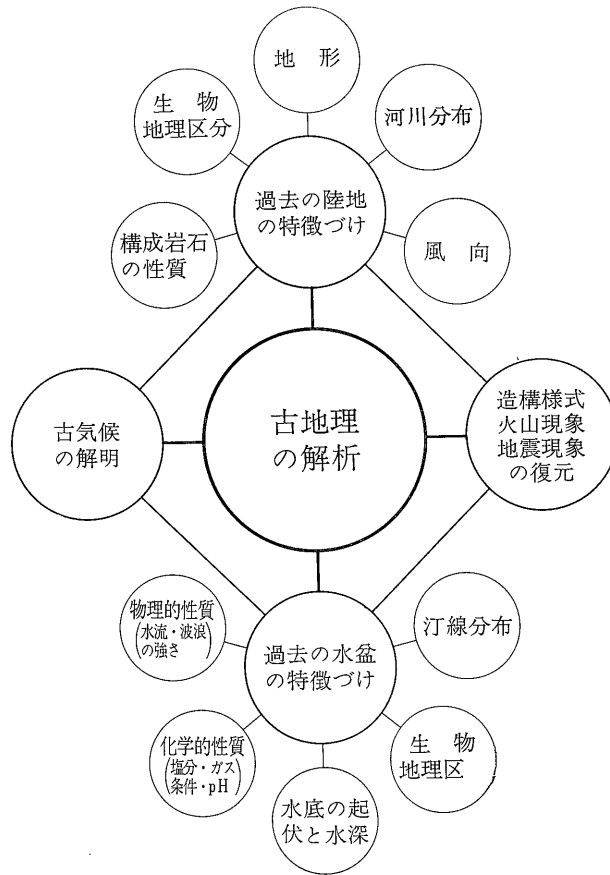 地　形
生　物
地理区分
河川分布
過去の陸地
の特徴づけ
構成岩石
の性質
風　向
古気候
の解明
古地理
の解析
造構様式
火山現象
地震現象
の復元
物理的性質
(水流・波浪)
の強さ
過去の水盆
の特徴づけ
汀線分布
化学的性質
(塩分・ガス)
条件・pH
生　物
地理区
水底の起
伏と水深